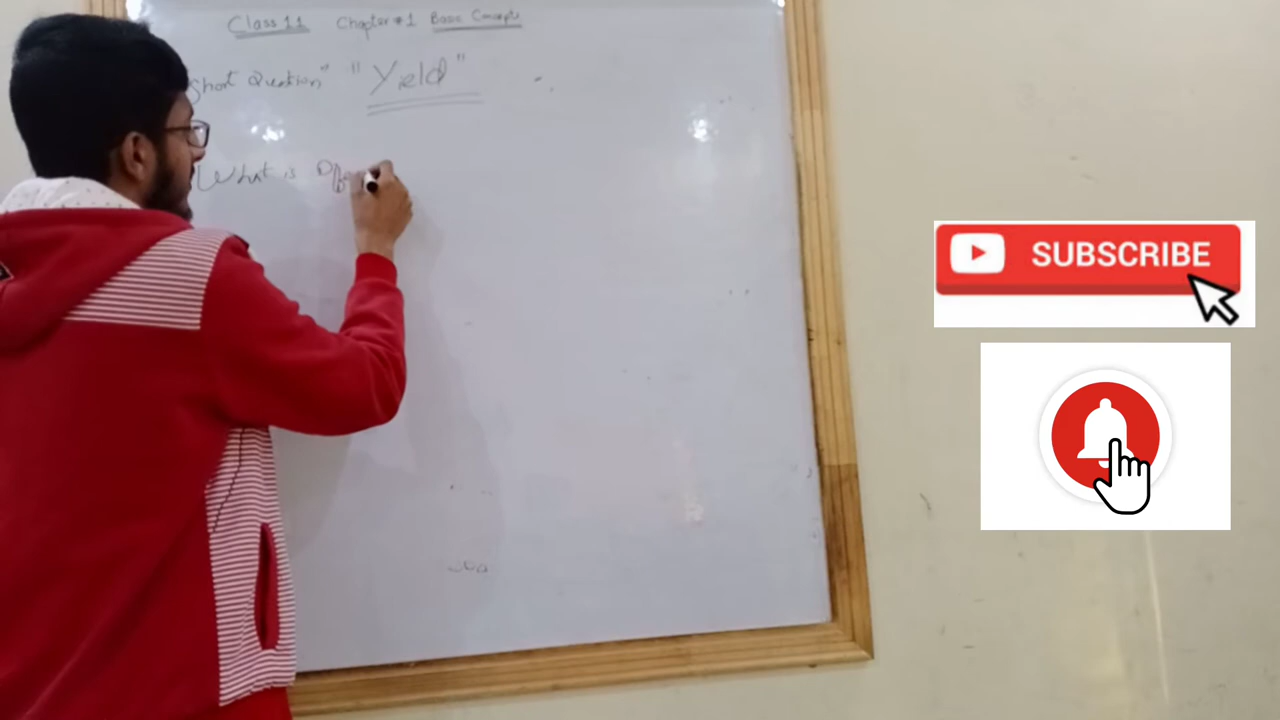 Class 11 Chapter # 1 Basic Concepts
Short Question" "Yield"
What is
SUBSCRIBE